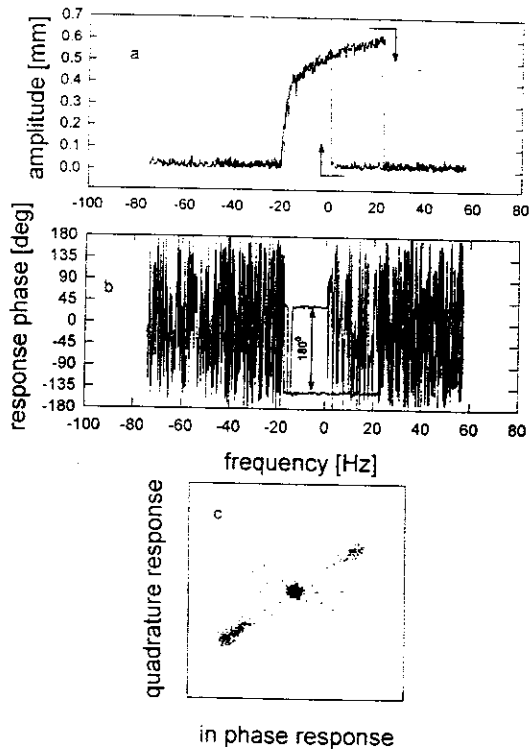 0.7
0.6
0.5
0.4
0.3
0.2
0.1
0.0
amplitude [mm]
a
-100 -80 -60 -40 -20 0 20 40 60 80
180
135
90
45
0
-45
-90
-135
-180
response phase [deg]
b
180°
-100 -80 -60 -40 -20 0 20 40 60 80
frequency [Hz]
c
quadrature response
in phase response